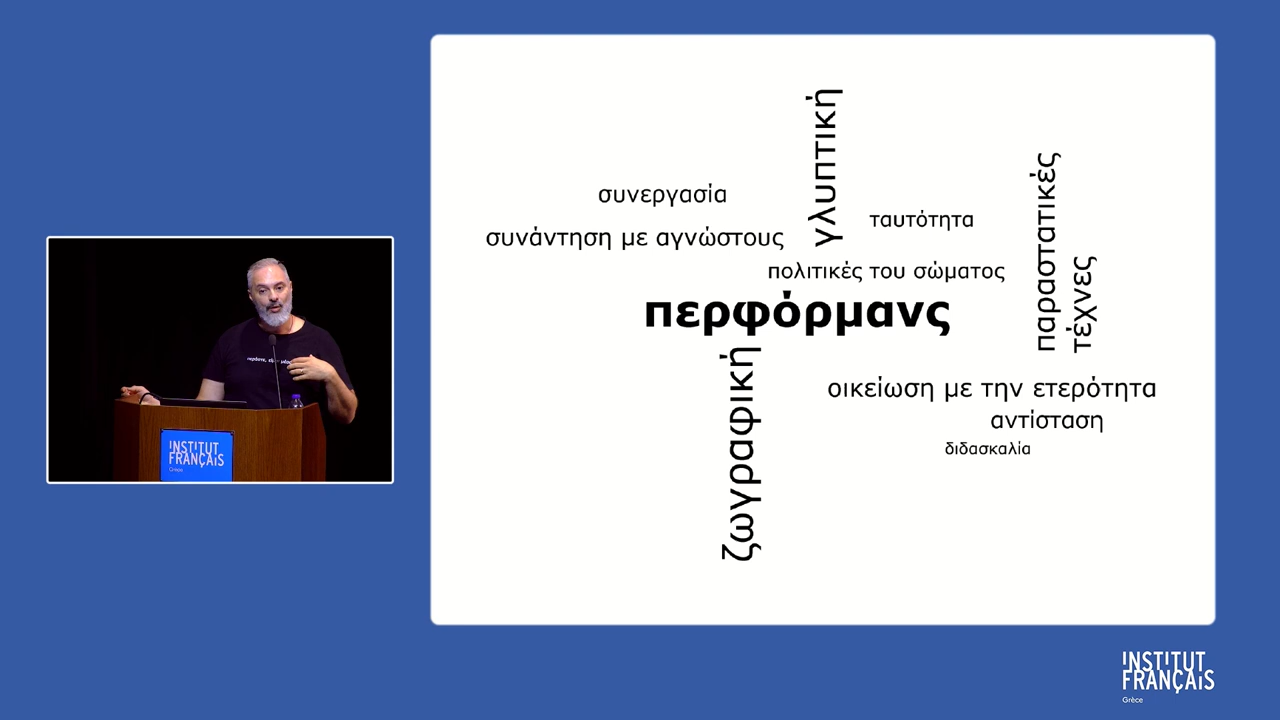 γλυπτική
συνεργασία
συνάντηση με αγνώστους
ταυτότητα
πολιτικές του σώματος
παραστατικές
τέχνες
περφόρμανς
ζωγραφική
οικείωση με την ετερότητα
αντίσταση
διδασκαλία
INSTITUT
FRANÇAIS
Grèce
INSTITUT
FRANÇAIS
Grèce